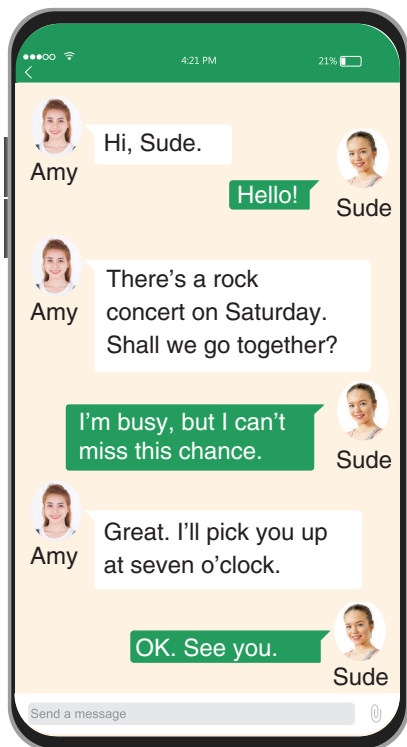 4:21 PM
21%
Amy
Hi, Sude.
Hello!
Sude
Amy
There's a rock
concert on Saturday.
Shall we go together?
I'm busy, but I can't
miss this chance.
Sude
Amy
Great. I'll pick you up
at seven o'clock.
OK. See you.
Sude
Send a message